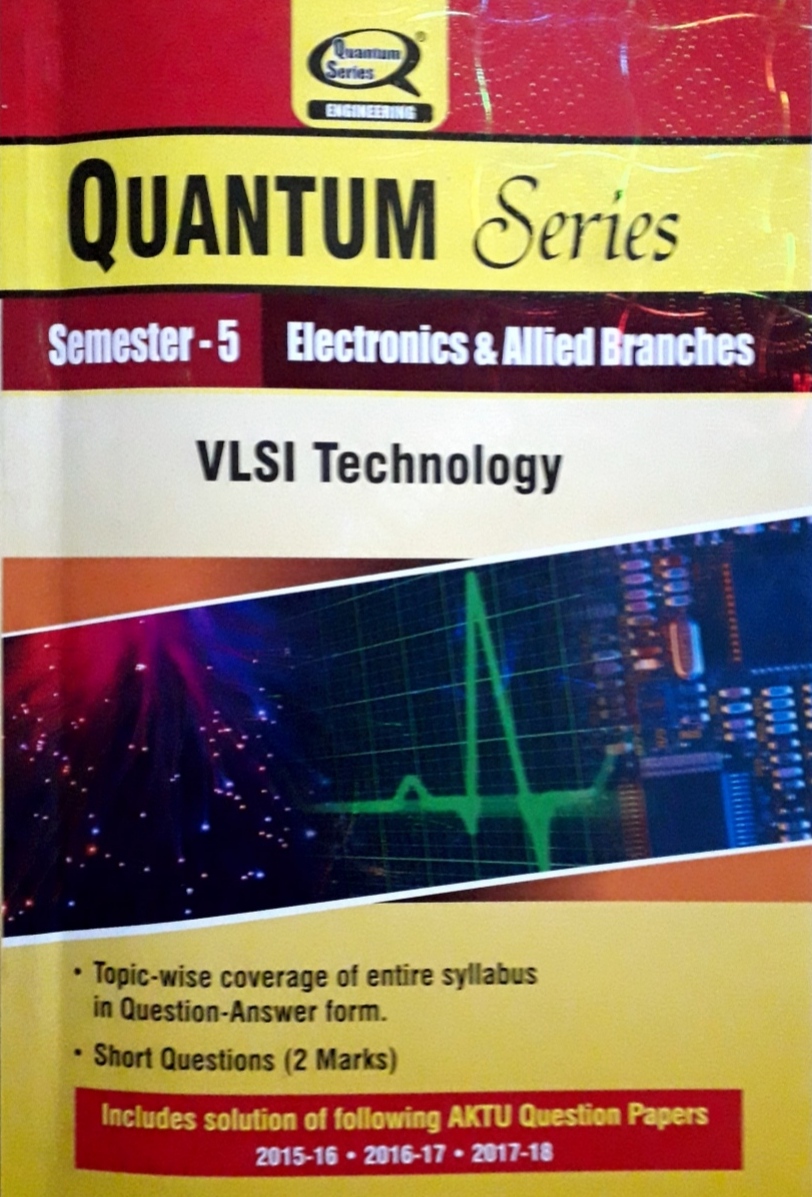 Quantum
Series
®
ENGINEERING
QUANTUM Series
Semester - 5 Electronics & Allied Branches
VLSI Technology
• Topic-wise coverage of entire syllabus
in Question-Answer form.
• Short Questions (2 Marks)
Includes solution of following AKTU Question Papers
2015-16 • 2016-17 • 2017-18